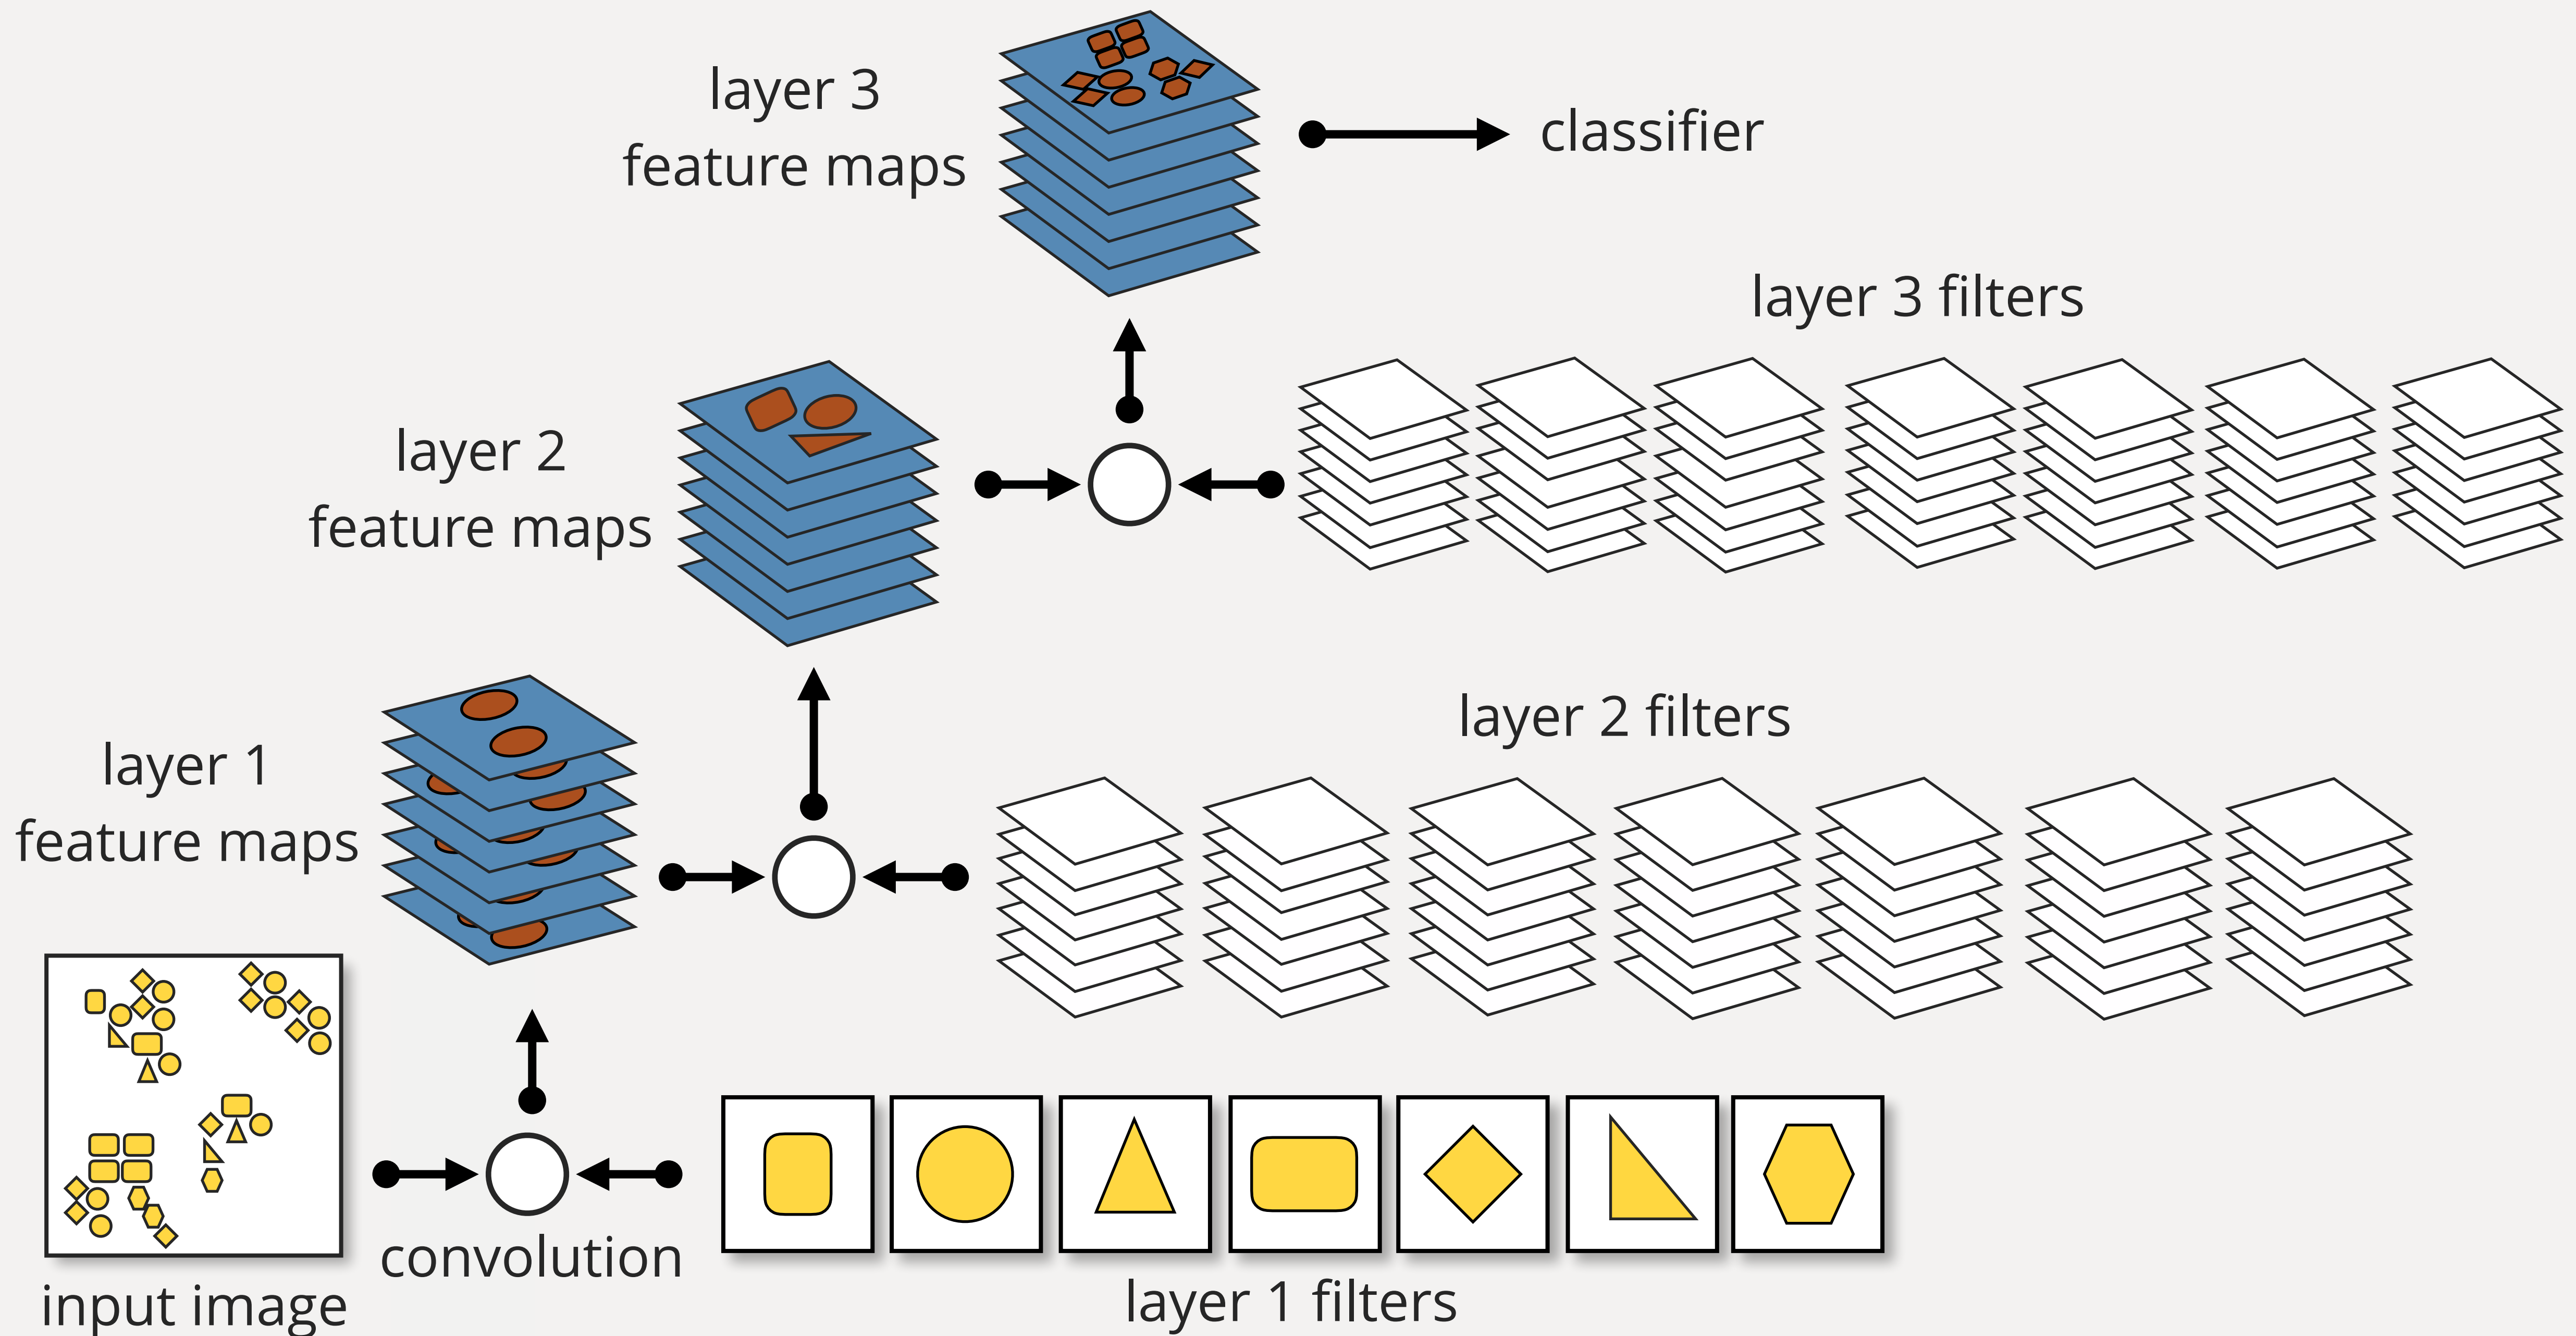 layer 3
feature maps
classifier
layer 3 filters
layer 2
feature maps
layer 2 filters
layer 1
feature maps
convolution
input image
layer 1 filters